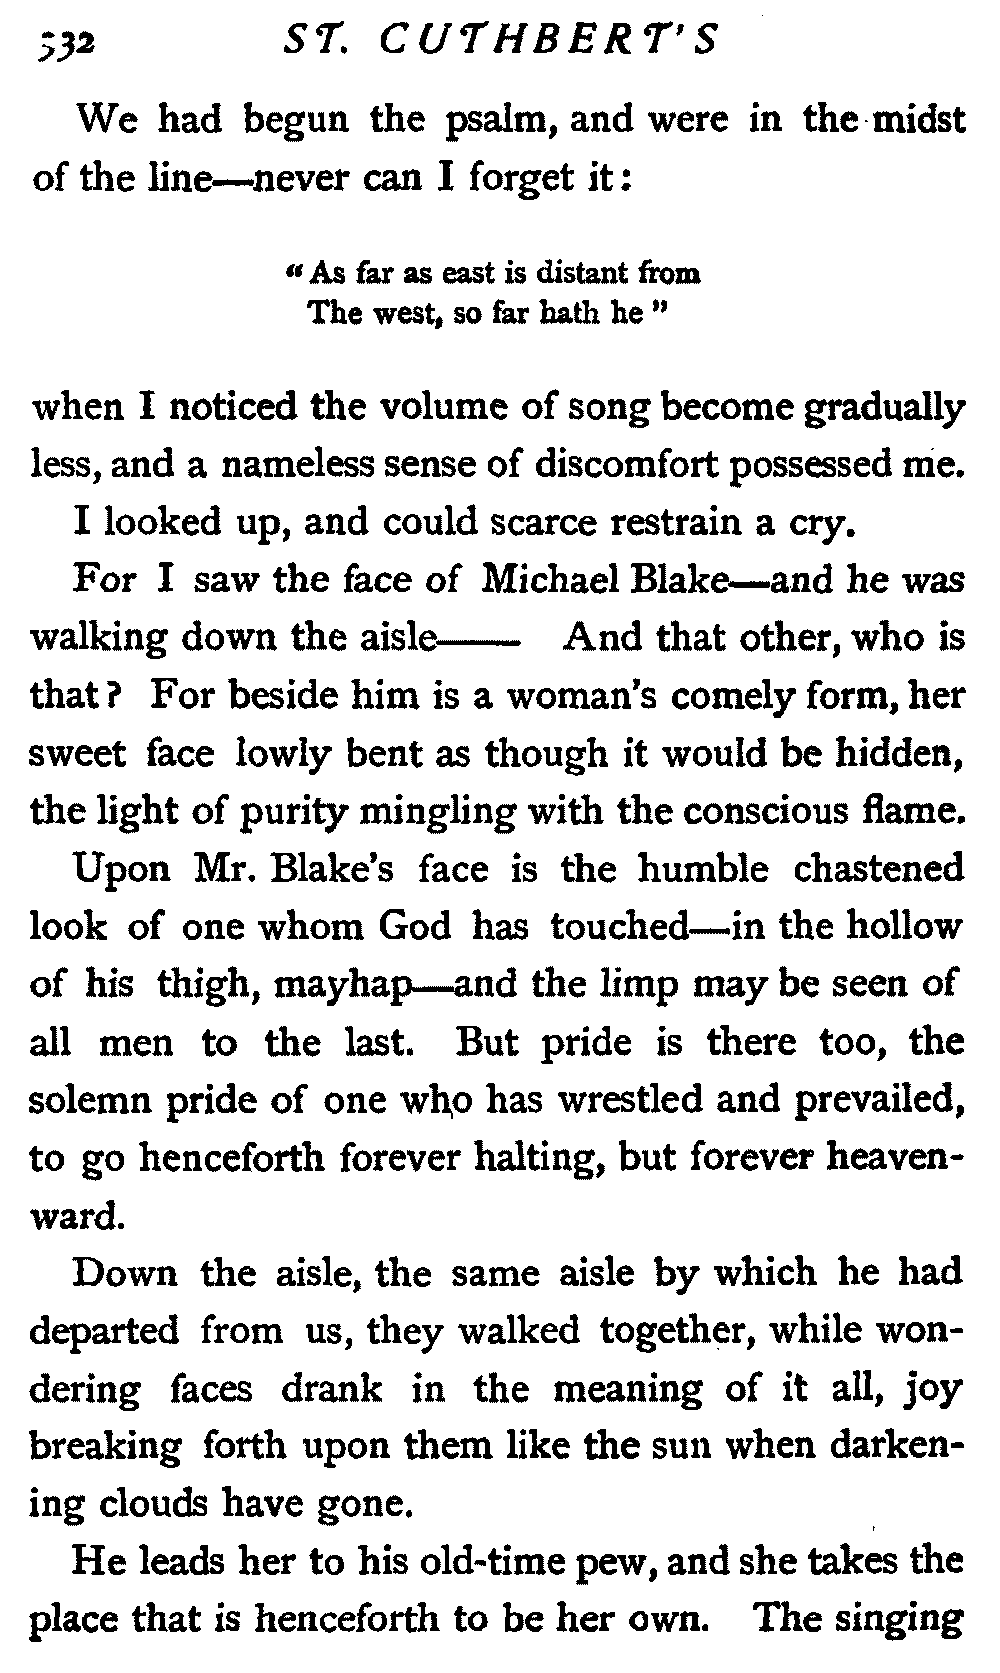 332 ST. CUTHBERT'S
We had begun the psalm, and were in the midst
of the line—never can I forget it:
“As far as east is distant from
The west, so far hath he”
when I noticed the volume of song become gradually
less, and a nameless sense of discomfort possessed me.
I looked up, and could scarce restrain a cry.
For I saw the face of Michael Blake—and he was
walking down the aisle—— And that other, who is
that? For beside him is a woman's comely form, her
sweet face lowly bent as though it would be hidden,
the light of purity mingling with the conscious flame.
Upon Mr. Blake's face is the humble chastened
look of one whom God has touched—in the hollow
of his thigh, mayhap—and the limp may be seen of
all men to the last. But pride is there too, the
solemn pride of one who has wrestled and prevailed,
to go henceforth forever halting, but forever heaven-
ward.
Down the aisle, the same aisle by which he had
departed from us, they walked together, while won-
dering faces drank in the meaning of it all, joy
breaking forth upon them like the sun when darken-
ing clouds have gone.
He leads her to his old-time pew, and she takes the
place that is henceforth to be her own. The singing